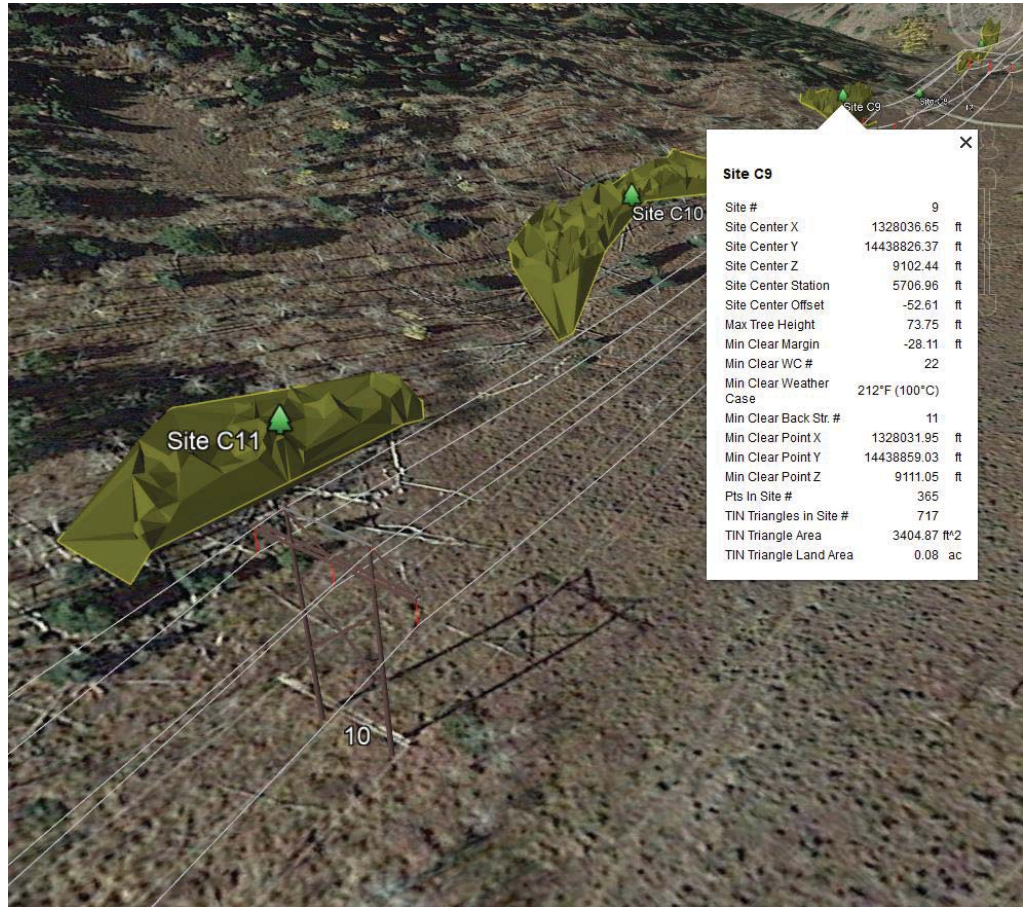 Site C9
Site C8
12
Site C10
Site C11
10
×
Site C9
Site # 9
Site Center X 1328036.65 ft
Site Center Y 14438826.37 ft
Site Center Z 9102.44 ft
Site Center Station 5706.96 ft
Site Center Offset -52.61 ft
Max Tree Height 73.75 ft
Min Clear Margin -28.11 ft
Min Clear WC # 22
Min Clear Weather
Case 212°F (100°C)
Min Clear Back Str. # 11
Min Clear Point X 1328031.95 ft
Min Clear Point Y 14438859.03 ft
Min Clear Point Z 9111.05 ft
Pts In Site # 365
TIN Triangles in Site # 717
TIN Triangle Area 3404.87 ft^2
TIN Triangle Land Area 0.08 ac